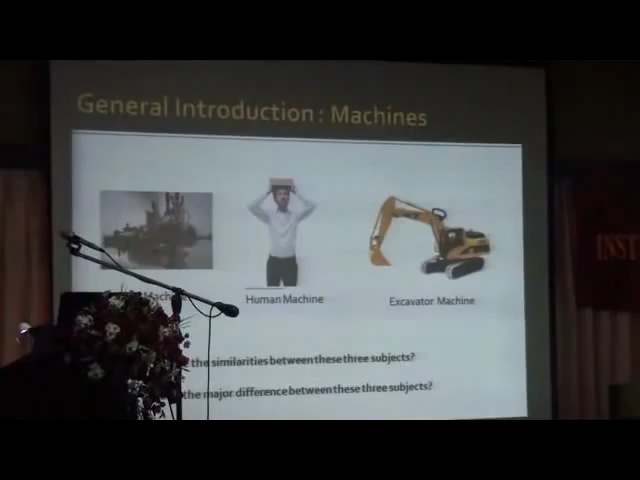 General Introduction : Machines
Human Machine
Excavator Machine
the similarities between these three subjects?
the major difference between these three subjects?
INST